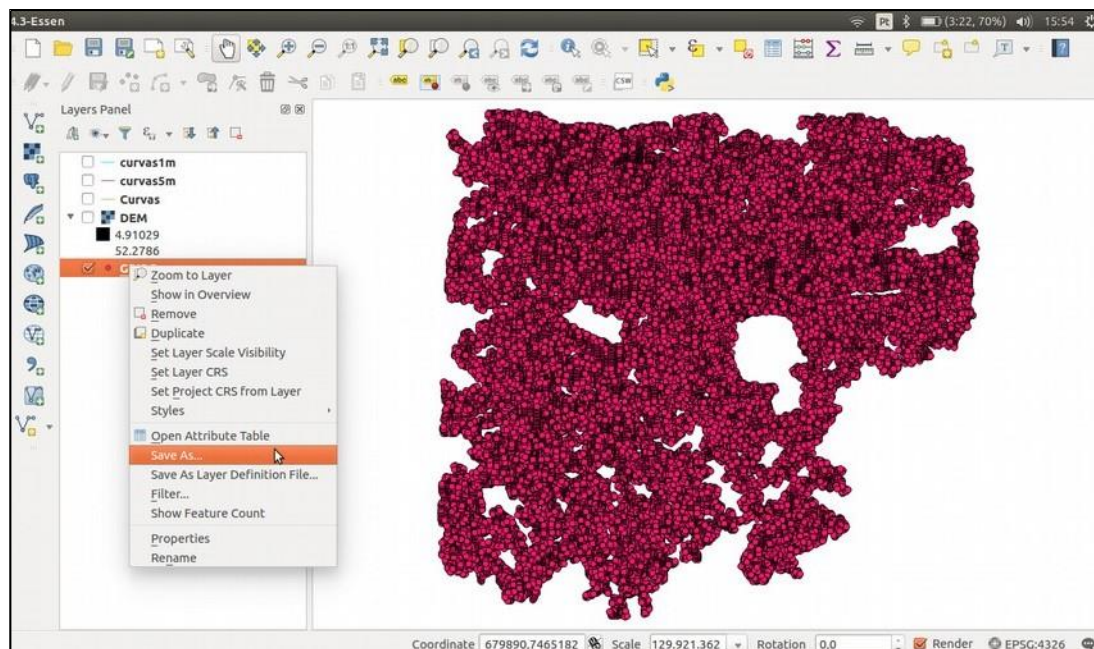 4.3-Essen
Pt
(3:22, 70%)
15:54
abc
CSW
Layers Panel
curvas1m
curvas5m
Curvas
DEM
4.91029
52.2786
Zoom to Layer
Show in Overview
Remove
Duplicate
Set Layer Scale Visibility
Set Layer CRS
Set Project CRS from Layer
Styles
Open Attribute Table
Save As...
Save As Layer Definition File...
Filter...
Show Feature Count
Properties
Rename
Coordinate 679890.7465182 Scale 129.921.362 Rotation 0,0 Render EPSG:4326